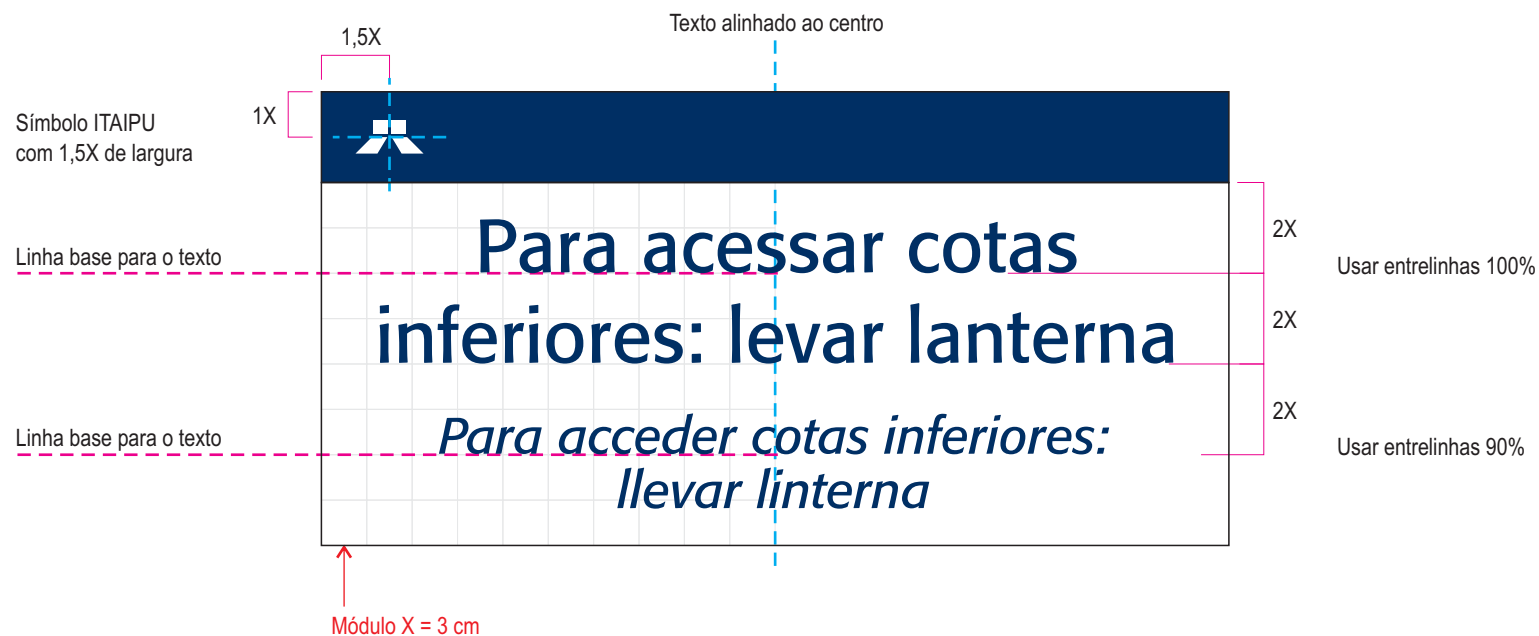 Texto alinhado ao centro
1,5X
1X
Símbolo ITAIPU
com 1,5X de largura
2X
Para acessar cotas
Linha base para o texto
Usar entrelinhas 100%
2X
inferiores: levar lanterna
2X
Para acceder cotas inferiores:
Linha base para o texto
Usar entrelinhas 90%
llevar linterna
Módulo X = 3 cm